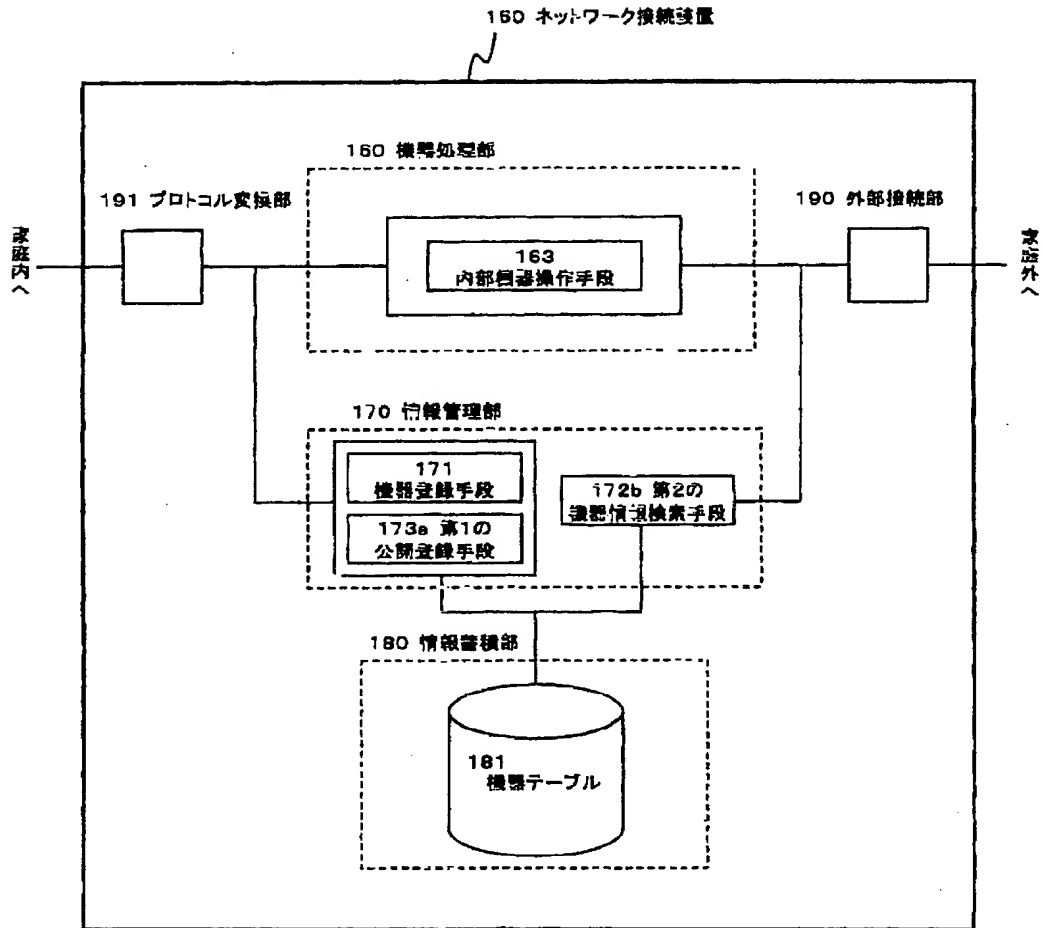 160 ネットワーク接続装置
160 機器処理部
191 プロトコル変換部
190 外部接続部
家庭内へ
163
内部機器操作手段
家庭外へ
170 情報管理部
171
機器登録手段
173a 第1の
公開登録手段
172b 第2の
機器情報検索手段
180 情報蓄積部
181
機器テーブル